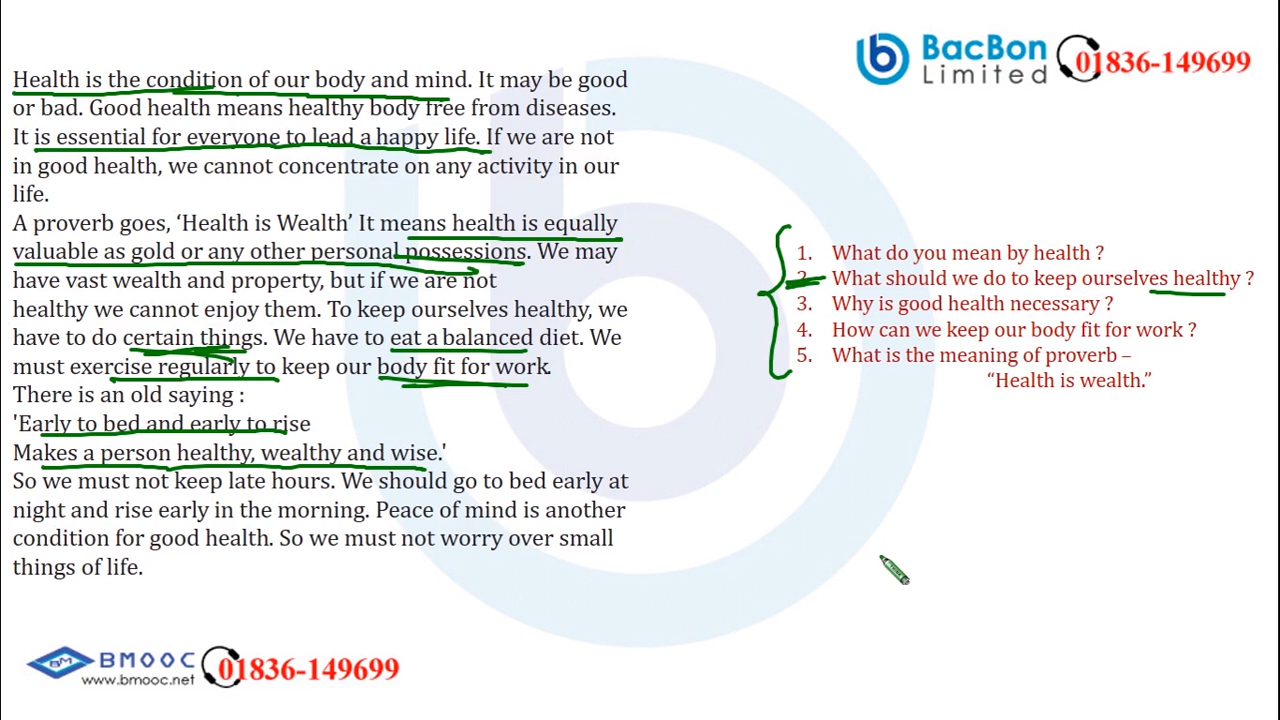 BacBon
Limited
01836-149699
Health is the condition of our body and mind. It may be good
or bad. Good health means healthy body free from diseases.
It is essential for everyone to lead a happy life. If we are not
in good health, we cannot concentrate on any activity in our
life.
A proverb goes, ‘Health is Wealth’ It means health is equally
valuable as gold or any other personal possessions. We may
have vast wealth and property, but if we are not
healthy we cannot enjoy them. To keep ourselves healthy, we
have to do certain things. We have to eat a balanced diet. We
must exercise regularly to keep our body fit for work.
There is an old saying :
'Early to bed and early to rise
Makes a person healthy, wealthy and wise.'
So we must not keep late hours. We should go to bed early at
night and rise early in the morning. Peace of mind is another
condition for good health. So we must not worry over small
things of life.
1. What do you mean by health ?
2. What should we do to keep ourselves healthy ?
3. Why is good health necessary ?
4. How can we keep our body fit for work ?
5. What is the meaning of proverb –
“Health is wealth.”
BM
BMOOC
www.bmooc.net
01836-149699